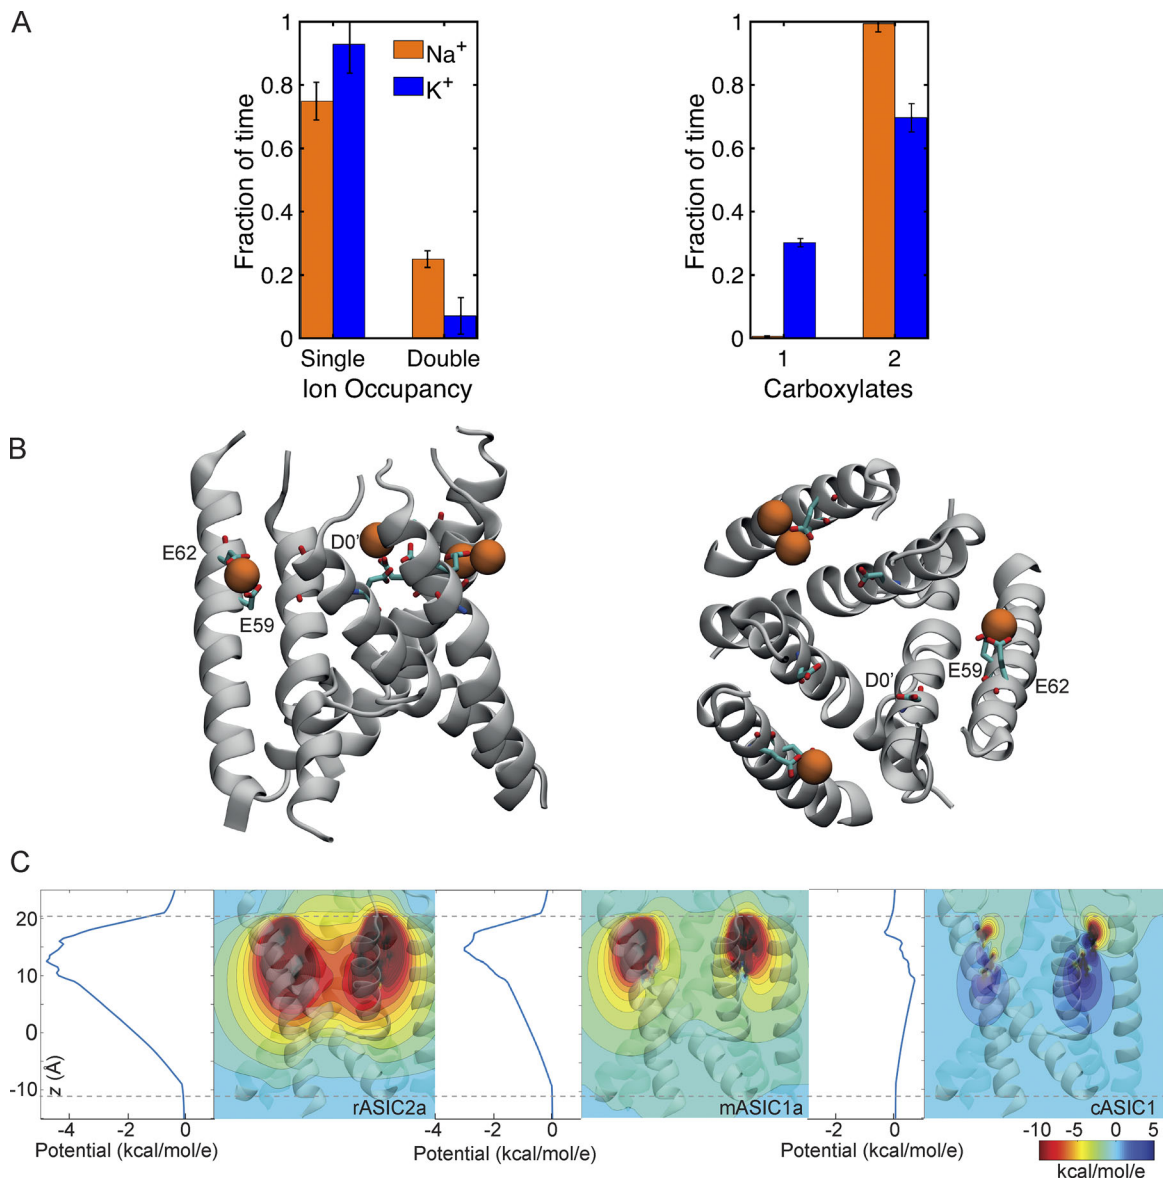 A
Fraction of time
1
0.8
0.6
0.4
0.2
0
Na+
K+
Single
Double
Ion Occupancy
Fraction of time
1
0.8
0.6
0.4
0.2
0
1
2
Carboxylates
B
E62
E59
D0'
D0'
E59
E62
C
z (Å)
20
10
0
-10
-4
-2
0
Potential (kcal/mol/e)
rASIC2a
-4
-2
0
Potential (kcal/mol/e)
mASIC1a
-2
0
Potential (kcal/mol/e)
cASIC1
-10
-5
0
5
kcal/mol/e